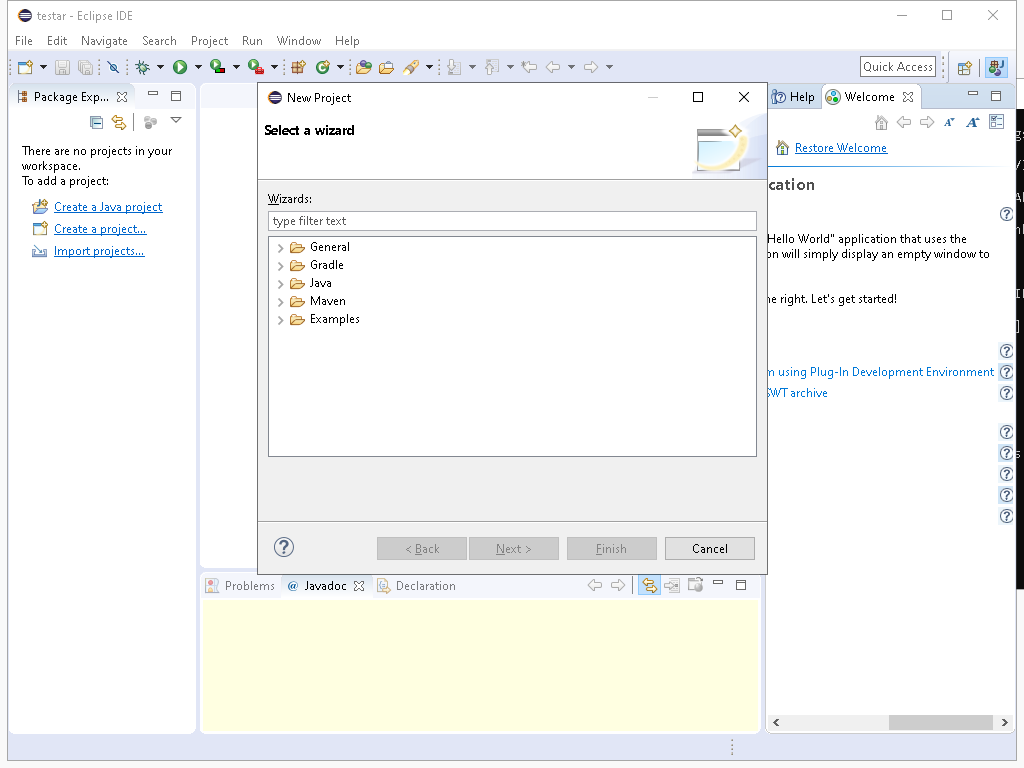 testar - Eclipse IDE
File Edit Navigate Search Project Run Window Help
Quick Access
Package Exp...
There are no projects in your
workspace.
To add a project:
Create a Java project
Create a project...
Import projects...
New Project
Select a wizard
Wizards:
type filter text
General
Gradle
Java
Maven
Examples
< Back
Next >
Finish
Cancel
Help
Welcome
Restore Welcome
cation
Hello World" application that uses the
on will simply display an empty window to
he right. Let's get started!
m using Plug-In Development Environment
SWT archive
Problems
@ Javadoc
Declaration